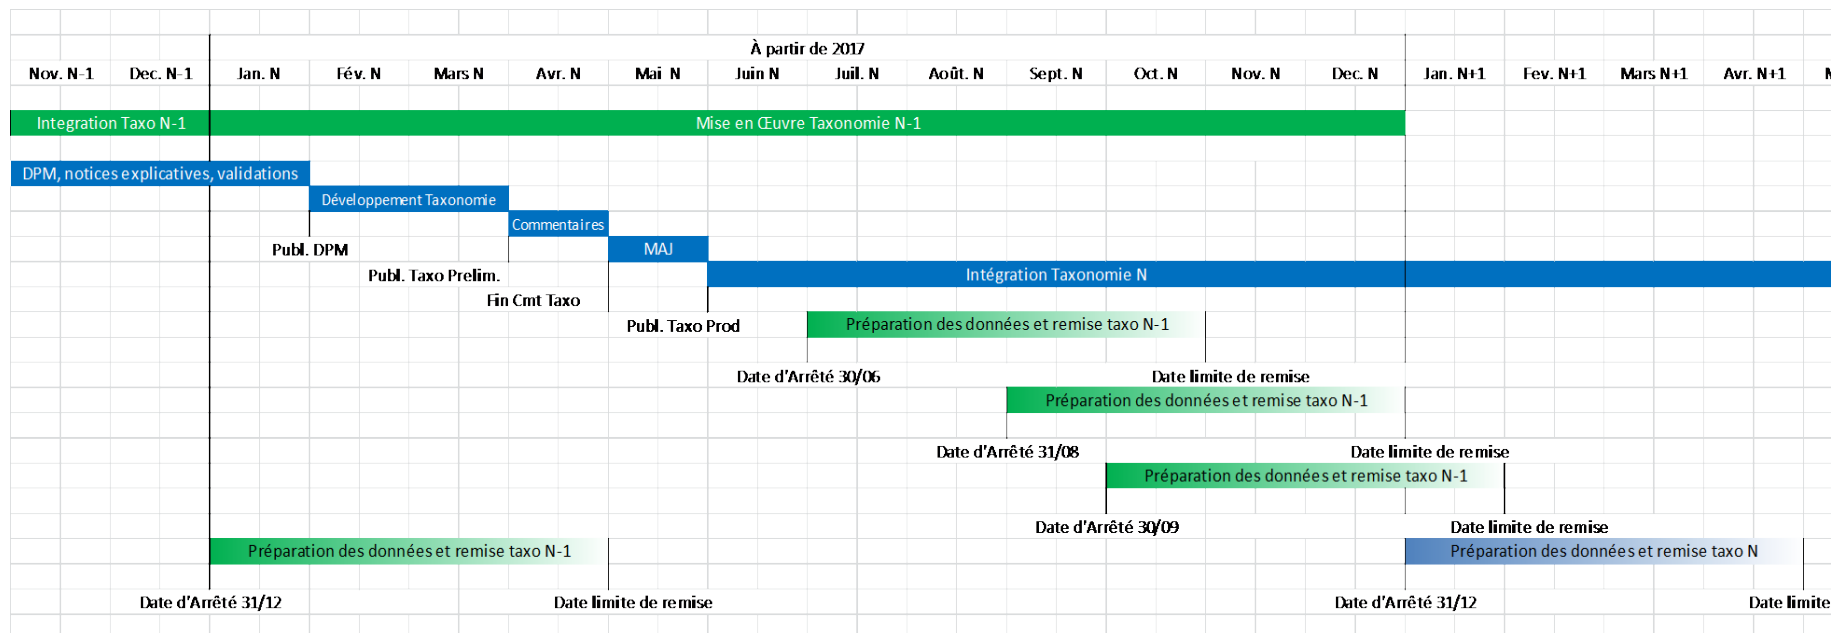 À partir de 2017
Nov. N-1 Dec. N-1 Jan. N Fév. N Mars N Avr. N Mai N Juin N Juil. N Août. N Sept. N Oct. N Nov. N Dec. N Jan. N+1 Fev. N+1 Mars N+1 Avr. N+1
Integration Taxo N-1 Mise en Œuvre Taxonomie N-1
DPM, notices explicatives, validations
Développement Taxonomie
Commentaires
Publ. DPM MAJ
Publ. Taxo Prelim. Intégration Taxonomie N
Fin Cmt Taxo
Publ. Taxo Prod Préparation des données et remise taxo N-1
Date d'Arrêté 30/06 Date limite de remise
Préparation des données et remise taxo N-1
Date d'Arrêté 31/08 Date limite de remise
Préparation des données et remise taxo N-1
Date d'Arrêté 30/09 Date limite de remise
Préparation des données et remise taxo N-1 Préparation des données et remise taxo N
Date d'Arrêté 31/12 Date limite de remise Date d'Arrêté 31/12 Date limite